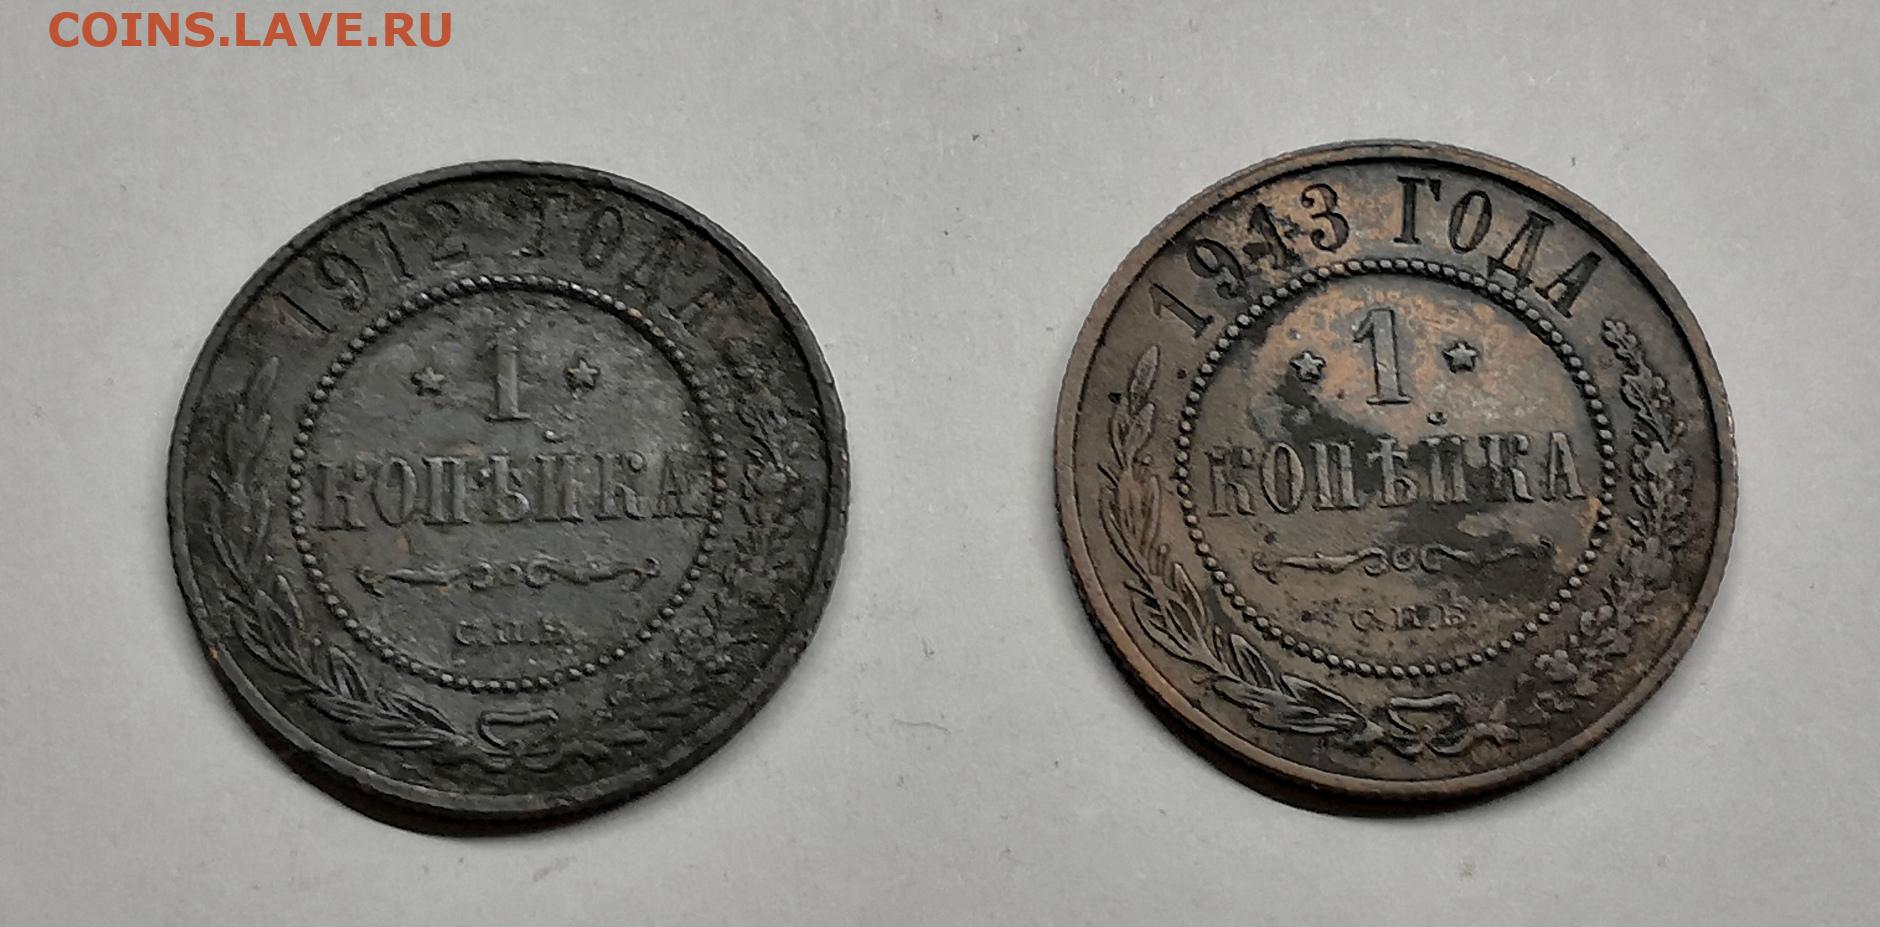 COINS.LAVE.RU
1912 ГОДА
1
КОПѢЙКА
С.П.Б.
1913 ГОДА
1
КОПѢЙКА
С.П.Б.